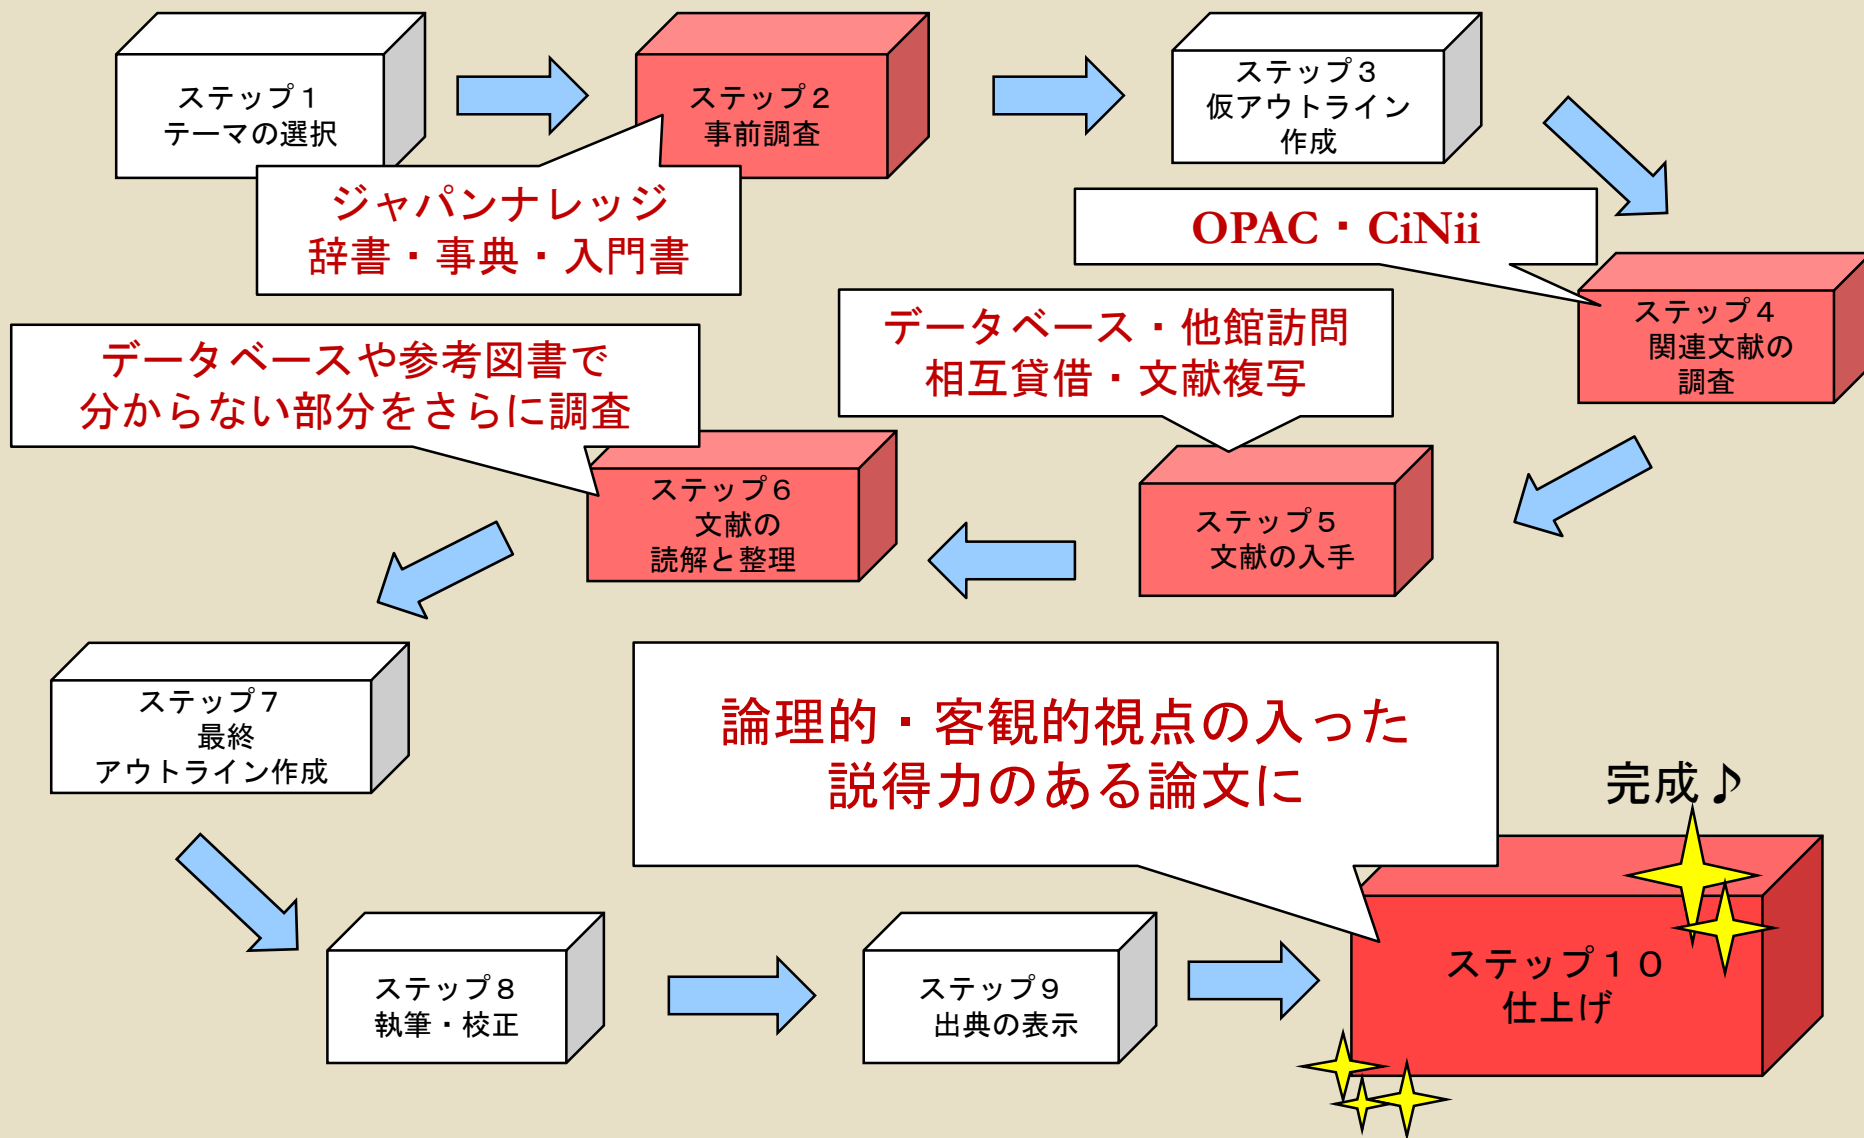 ステップ１
テーマの選択
ステップ２
事前調査
ステップ３
仮アウトライン
作成
ジャパンナレッジ
辞書・事典・入門書
OPAC・CiNii
ステップ４
関連文献の
調査
データベース・他館訪問
相互貸借・文献複写
ステップ５
文献の入手
データベースや参考図書で
分からない部分をさらに調査
ステップ６
文献の
読解と整理
ステップ７
最終
アウトライン作成
ステップ８
執筆・校正
ステップ９
出典の表示
論理的・客観的視点の入った
説得力のある論文に
完成♪
ステップ１０
仕上げ